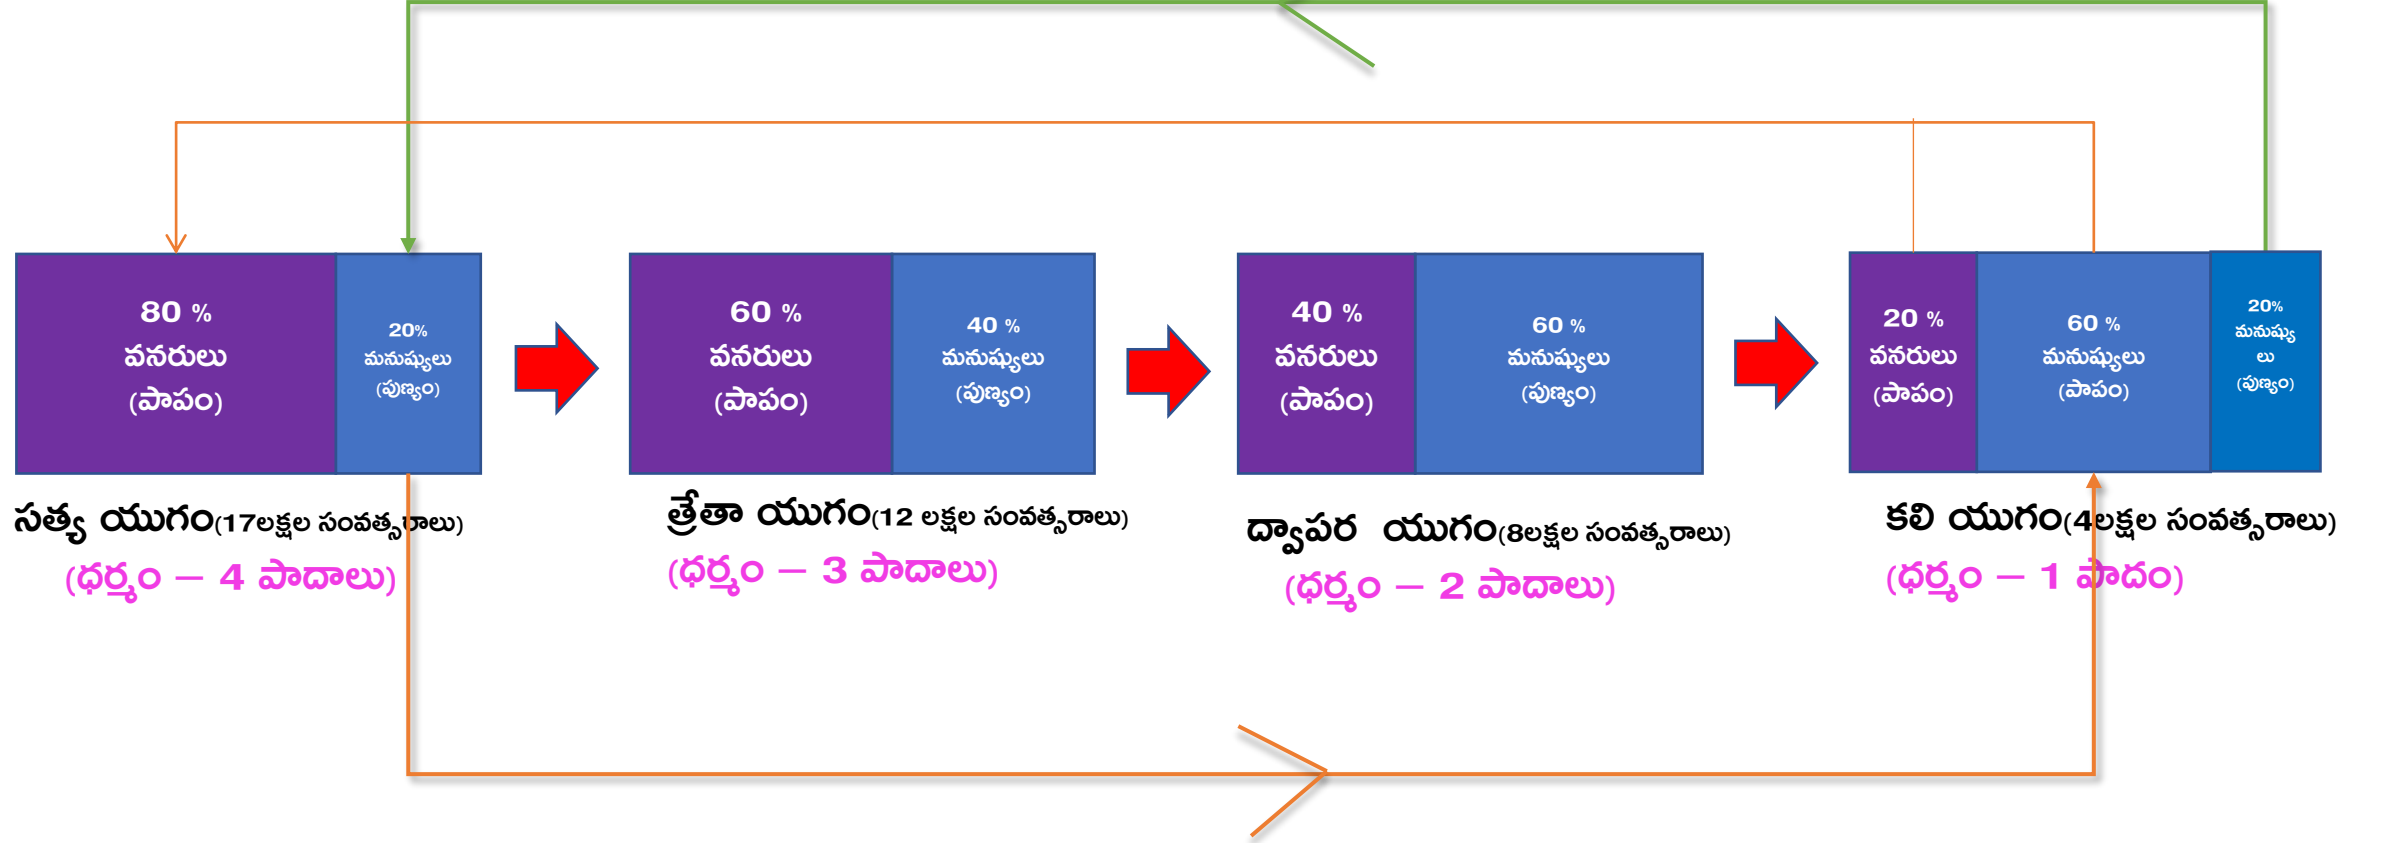 80 %
వనరులు
(పాపం)
20%
మనుష్యులు
(పుణ్యం)
60 %
వనరులు
(పాపం)
40 %
మనుష్యులు
(పుణ్యం)
40 %
వనరులు
(పాపం)
60 %
మనుష్యులు
(పుణ్యం)
20 %
వనరులు
(పాపం)
60 %
మనుష్యులు
(పాపం)
20%
మనుష్యు
లు
(పుణ్యం)
సత్య యుగం(17లక్షల సంవత్సరాలు)
(ధర్మం – 4 పాదాలు)
త్రేతా యుగం(12 లక్షల సంవత్సరాలు)
(ధర్మం – 3 పాదాలు)
ద్వాపర యుగం(8లక్షల సంవత్సరాలు)
(ధర్మం – 2 పాదాలు)
కలి యుగం(4లక్షల సంవత్సరాలు)
(ధర్మం – 1 పాదం)